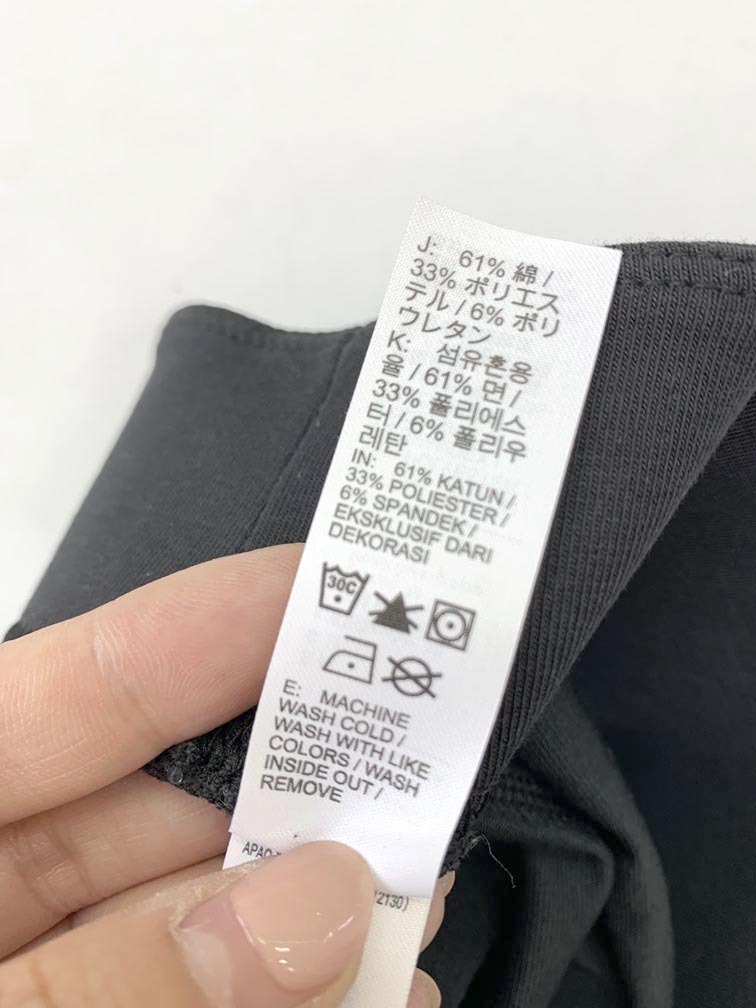 J: 61% 綿 /
33% ポリエス
テル / 6% ポリ
ウレタン
K: 섬유혼용
율 / 61% 면 /
33% 폴리에스
터 / 6% 폴리우
레탄
IN: 61% KATUN /
33% POLIESTER /
6% SPANDEK /
EKSKLUSIF DARI
DEKORASI
30C
E: MACHINE
WASH COLD /
WASH WITH LIKE
COLORS / WASH
INSIDE OUT /
REMOVE
12130)